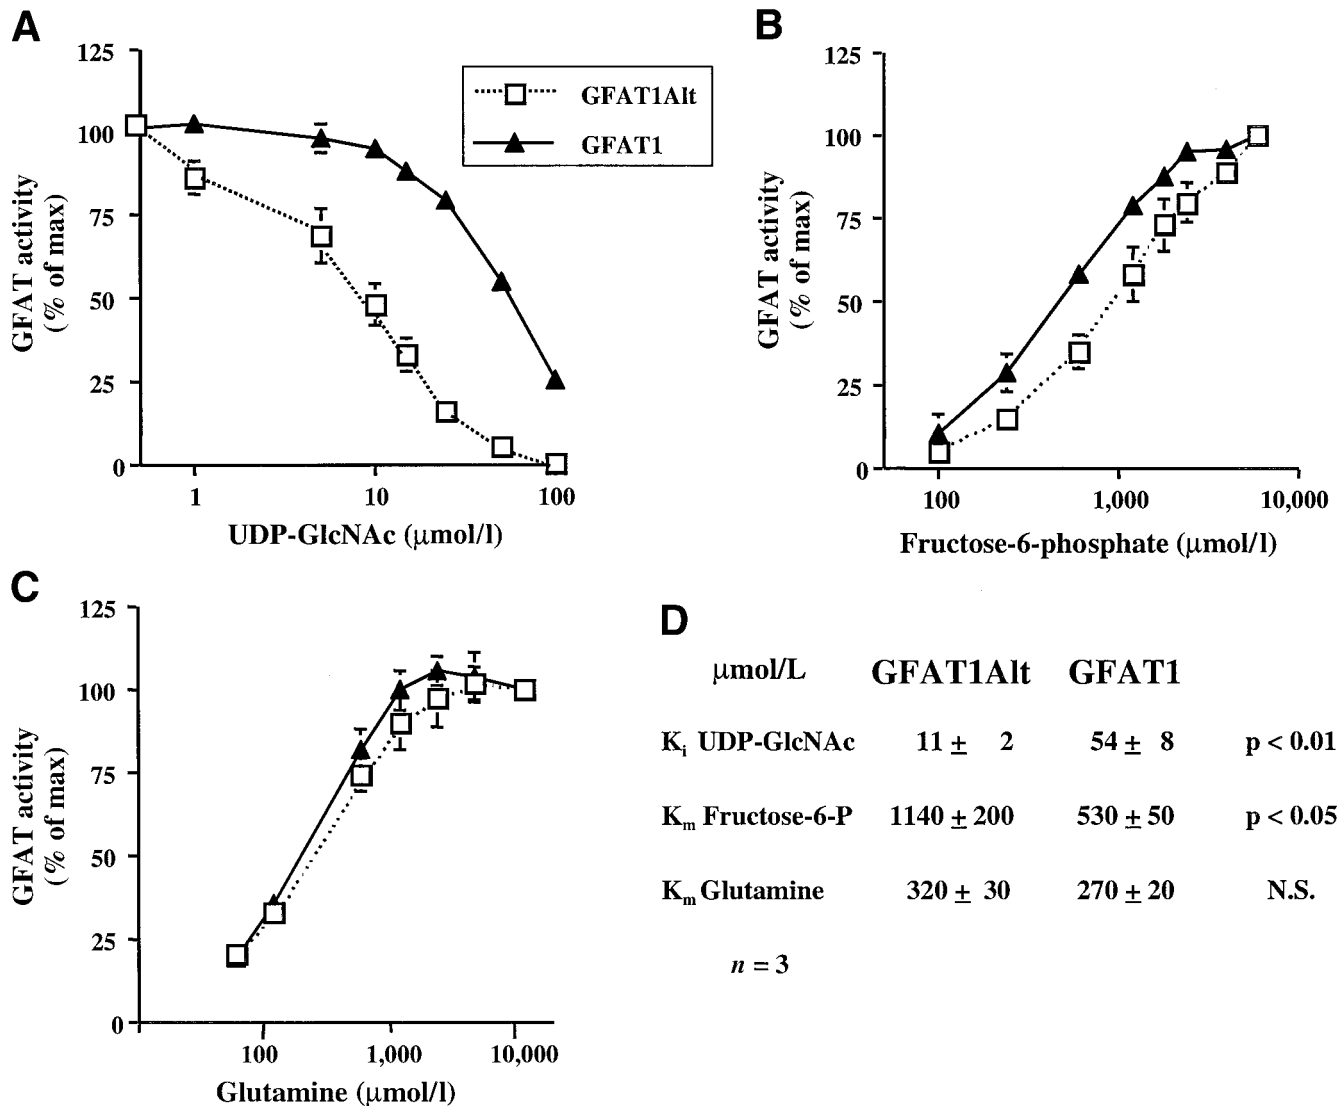 A
125
100
75
50
25
0
GFAT activity
(% of max)
1 10 100
UDP-GlcNAc (μmol/l)
GFAT1Alt
GFAT1
B
125
100
75
50
25
0
GFAT activity
(% of max)
100 1,000 10,000
Fructose-6-phosphate (μmol/l)
C
125
100
75
50
25
0
GFAT activity
(% of max)
100 1,000 10,000
Glutamine (μmol/l)
D
μmol/L GFAT1Alt GFAT1
Ki UDP-GlcNAc 11 ± 2 54 ± 8 p < 0.01
Km Fructose-6-P 1140 ± 200 530 ± 50 p < 0.05
Km Glutamine 320 ± 30 270 ± 20 N.S.
n = 3